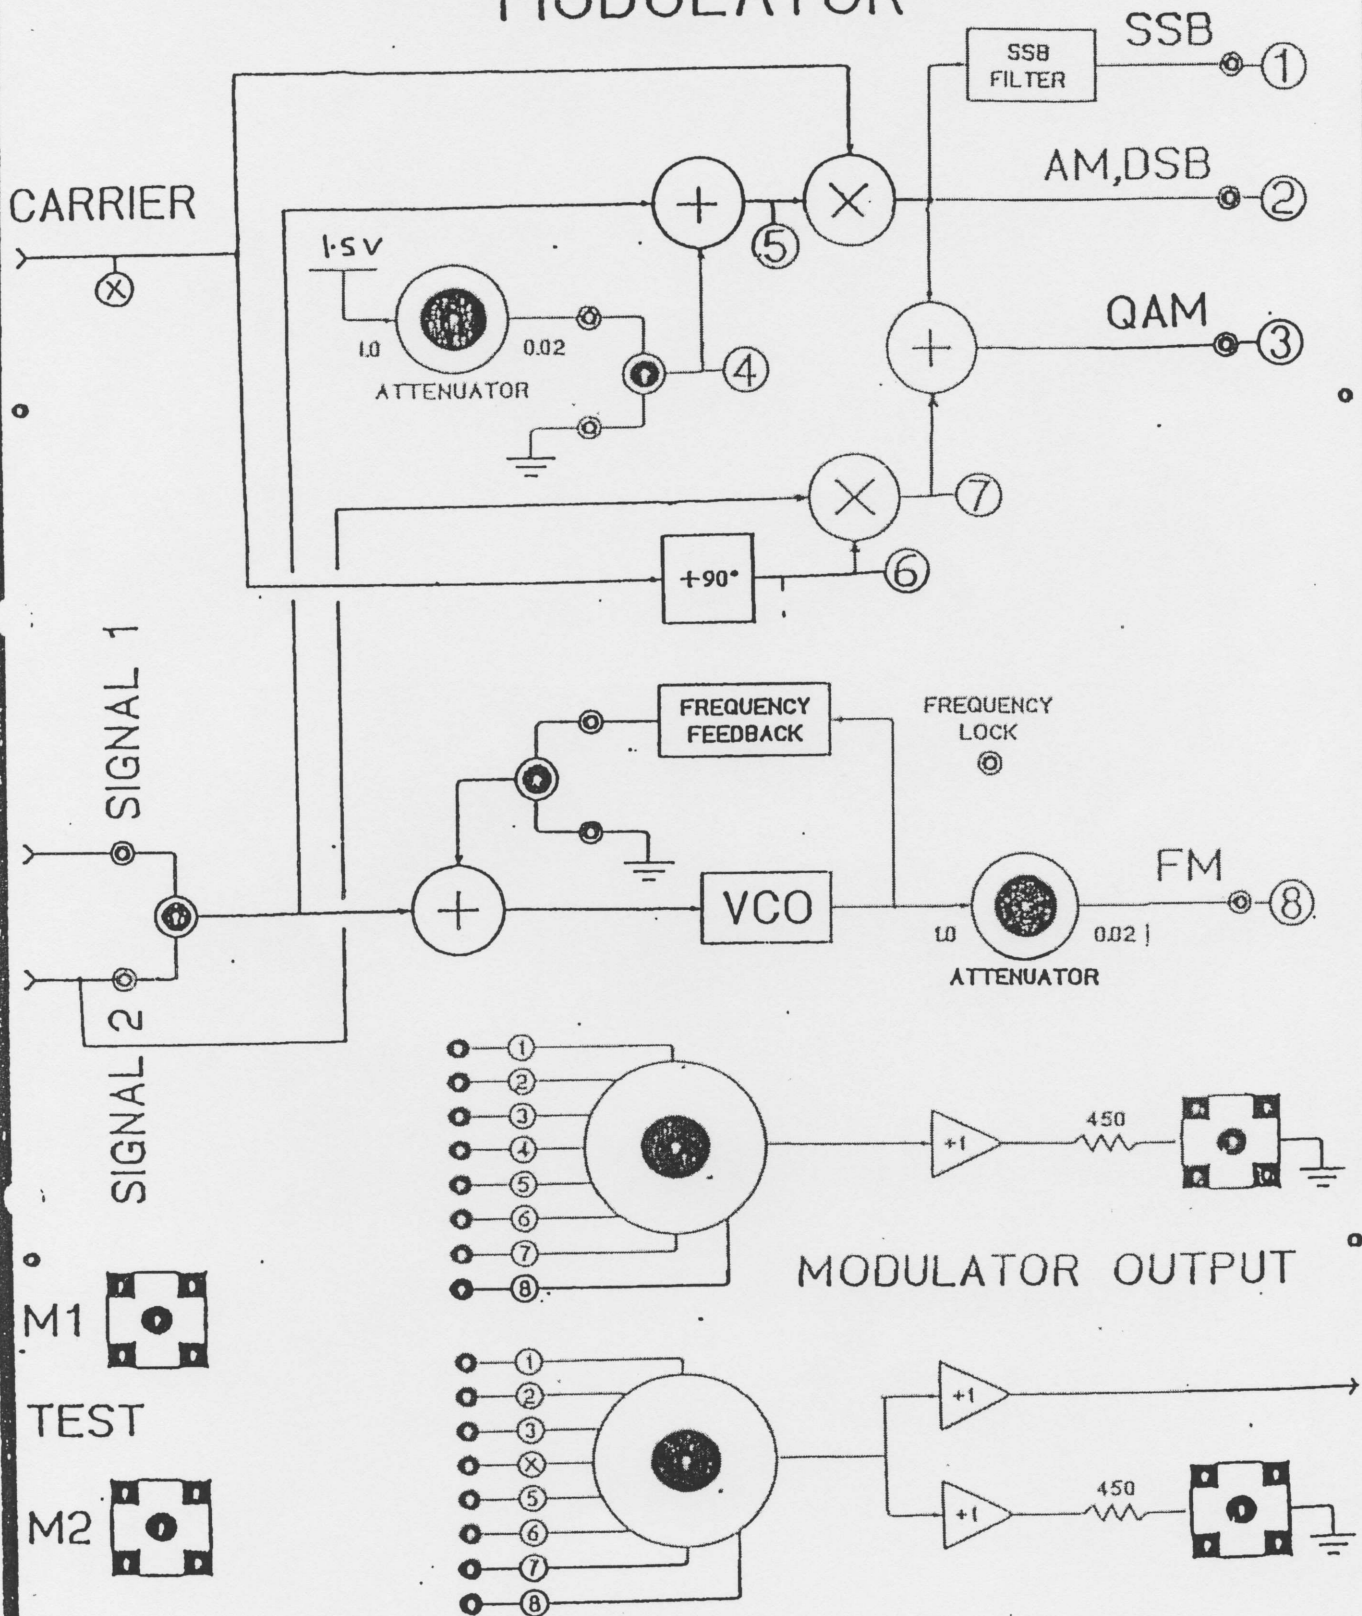 MODULATOR
SSB
SSB
FILTER
1
AM,DSB
2
CARRIER
X
+
X
5
1.5V
1.0
0.02
ATTENUATOR
4
QAM
+
3
X
7
+90°
6
SIGNAL 1
FREQUENCY
FEEDBACK
FREQUENCY
LOCK
+
VCO
FM
8
1.0
0.02
ATTENUATOR
SIGNAL 2
1
2
3
4
5
6
7
8
+1
450
MODULATOR OUTPUT
M1
TEST
M2
1
2
3
X
5
6
7
8
+1
+1
450